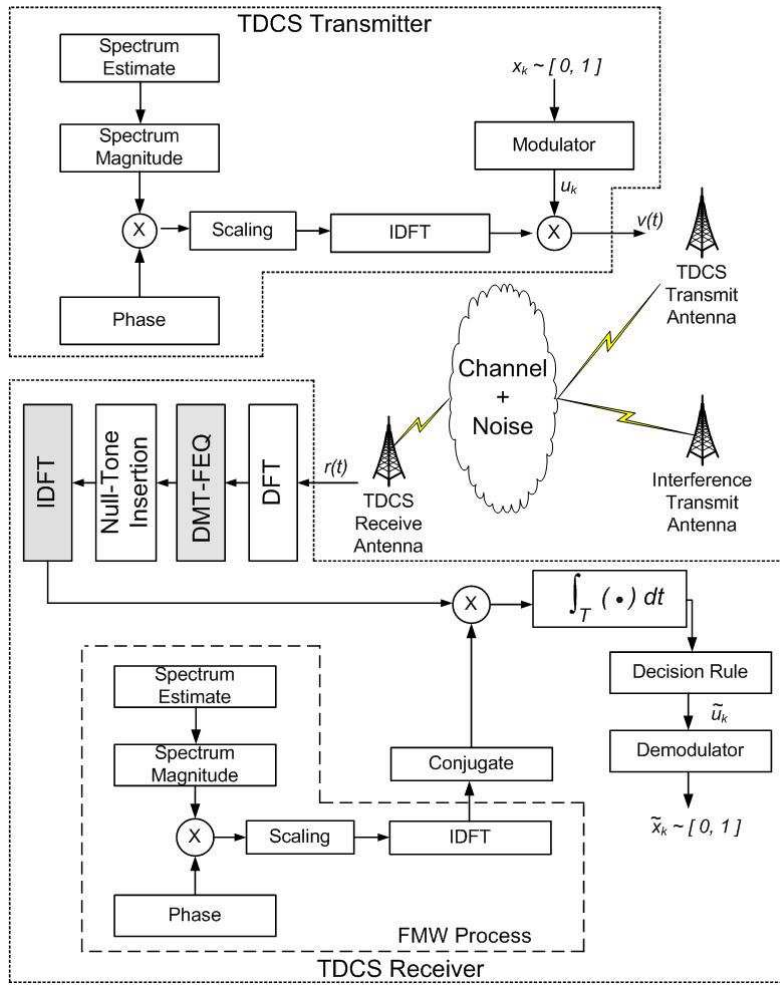 TDCS Transmitter
Spectrum
Estimate
Spectrum
Magnitude
X
Phase
Scaling
IDFT
x_k ~ [ 0, 1 ]
Modulator
u_k
X
v(t)
TDCS
Transmit
Antenna
Channel
+
Noise
Interference
Transmit
Antenna
TDCS
Receive
Antenna
r(t)
DFT
DMT-FEQ
Null-Tone
Insertion
IDFT
X
∫_T (•) dt
Decision Rule
ũ_k
Demodulator
x̃_k ~ [ 0, 1 ]
Spectrum
Estimate
Spectrum
Magnitude
X
Phase
Scaling
IDFT
Conjugate
FMW Process
TDCS Receiver